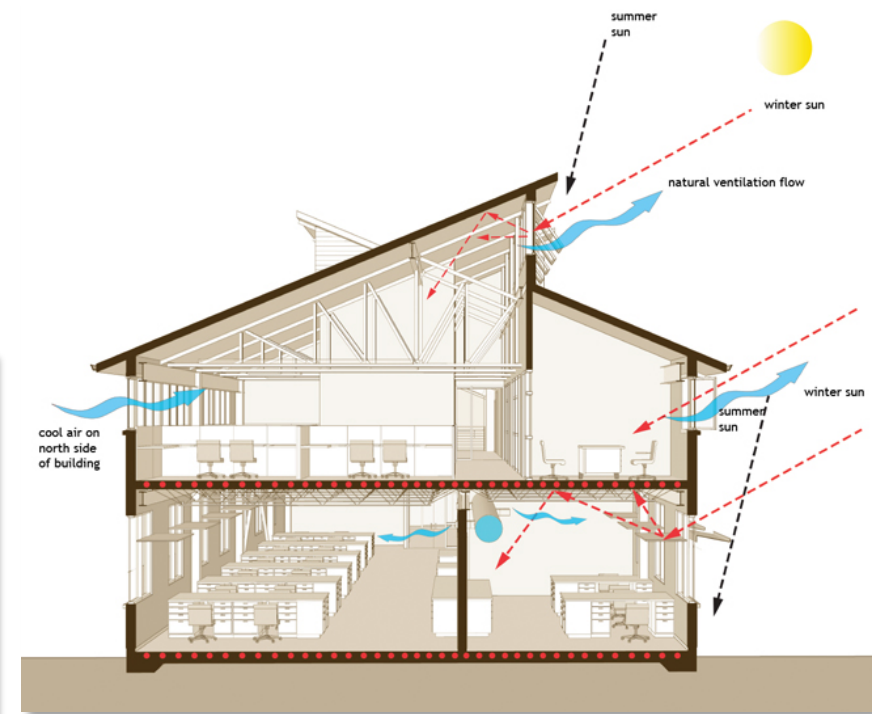 summer
sun
winter sun
natural ventilation flow
cool air on
north side
of building
summer
sun
winter sun